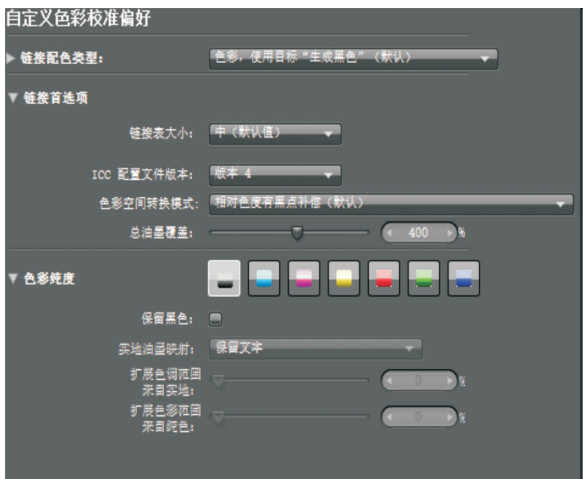 自定义色彩校准偏好
链接配色类型: 色彩, 使用目标“生成黑色”(默认)
链接首选项
链接表大小: 中(默认值)
ICC 配置文件版本: 版本 4
色彩空间转换模式: 相对色度有黑点补偿(默认)
总油墨覆盖: 400 %
色彩纯度
保留黑色:
实地油墨映射: 保留文本
扩展色调范围 0 %
来自实地:
扩展色彩范围 0 %
来自纯色: